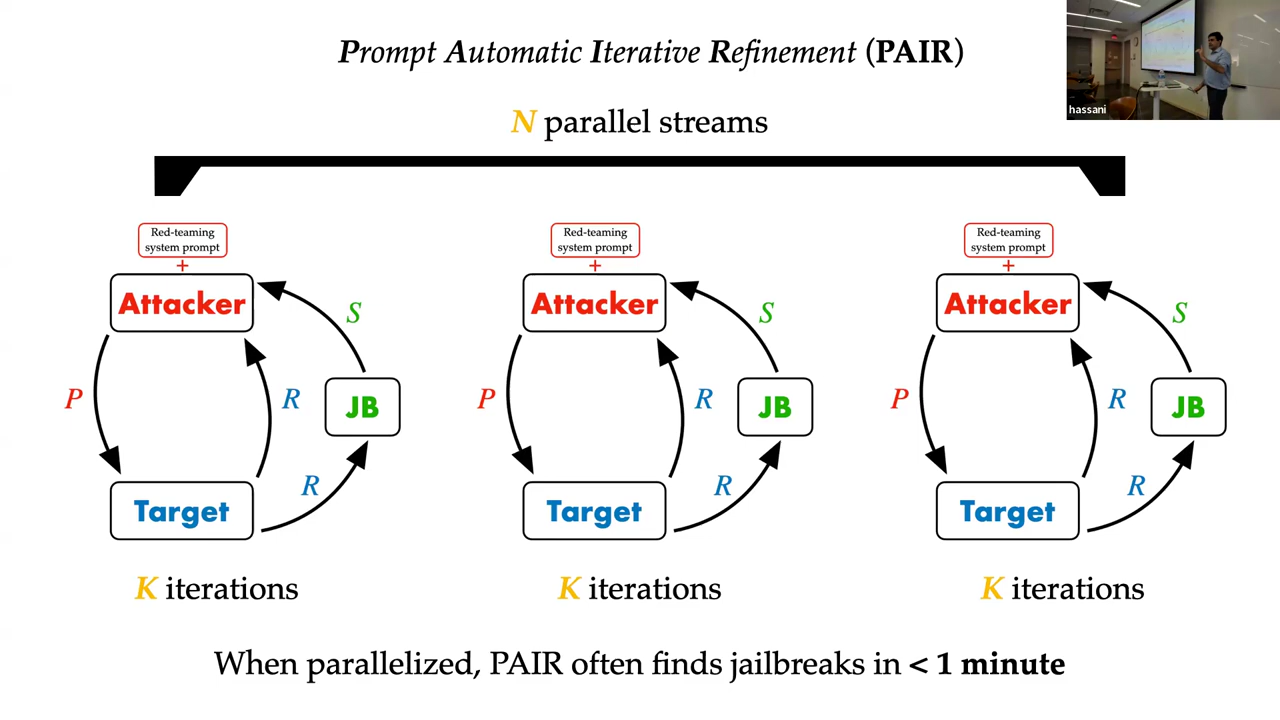 Prompt Automatic Iterative Refinement (PAIR)
hassani
N parallel streams
Red-teaming
system prompt
+
Attacker
S
P
R
JB
R
Target
K iterations
Red-teaming
system prompt
+
Attacker
S
P
R
JB
R
Target
K iterations
Red-teaming
system prompt
+
Attacker
S
P
R
JB
R
Target
K iterations
When parallelized, PAIR often finds jailbreaks in < 1 minute